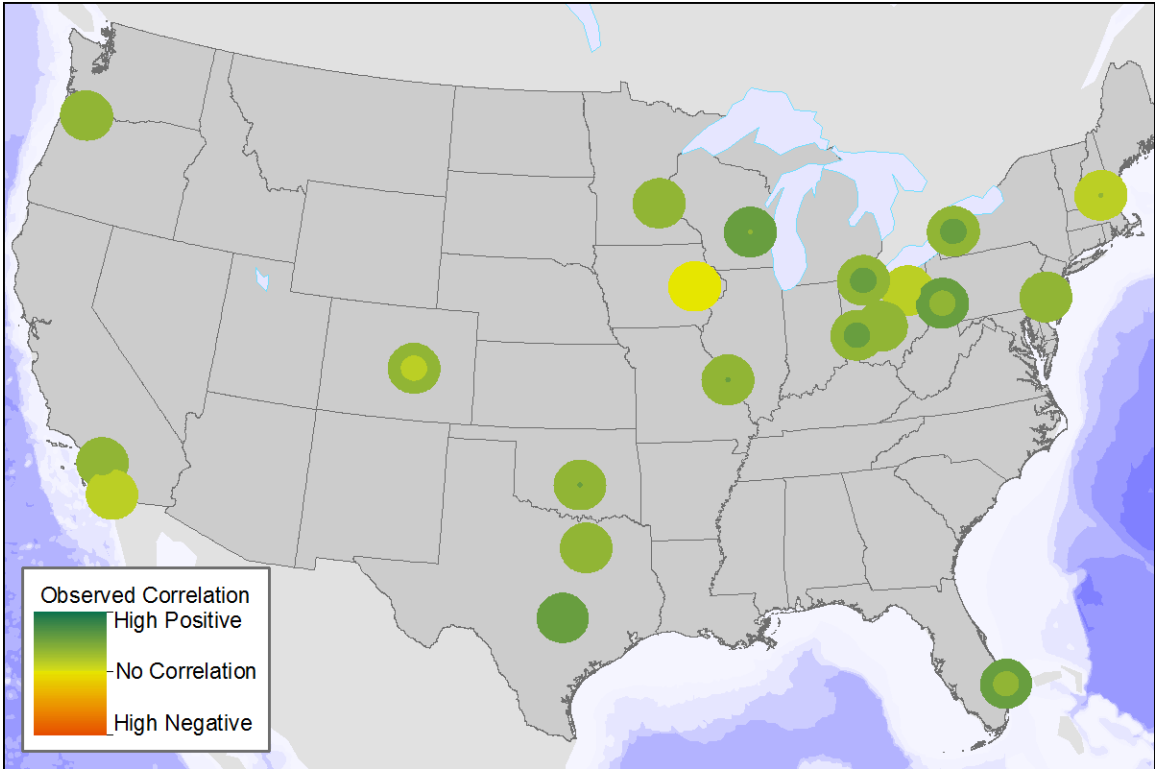 Observed Correlation
High Positive
No Correlation
High Negative